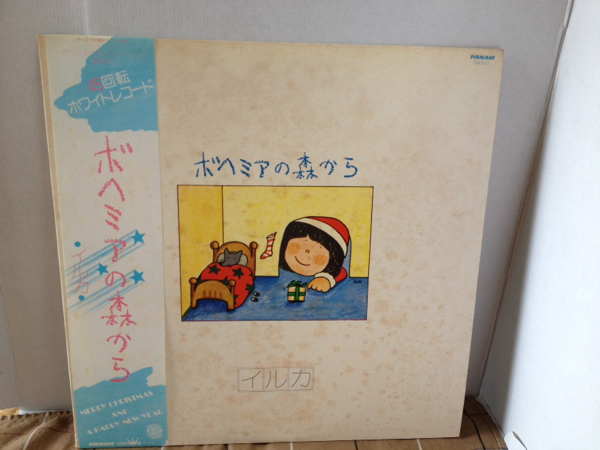 45回転
ホワイトレコード
ボヘミアの森から
・イルカ・
MERRY CHRISTMAS
AND
A HAPPY NEW YEAR
PANAM
PANAM
ボヘミアの森から
イルカ